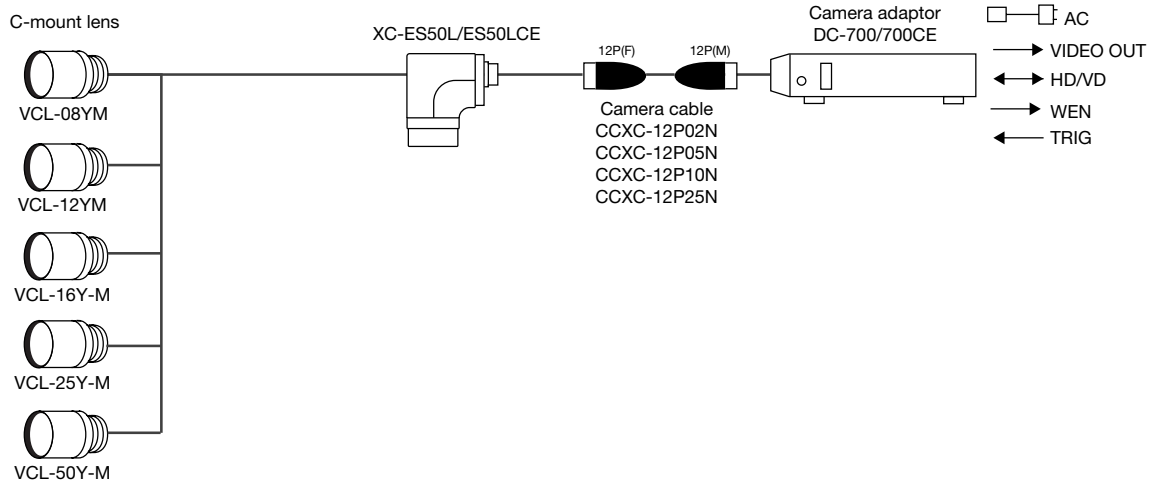 C-mount lens
VCL-08YM
VCL-12YM
VCL-16Y-M
VCL-25Y-M
VCL-50Y-M
XC-ES50L/ES50LCE
12P(F)
12P(M)
Camera cable
CCXC-12P02N
CCXC-12P05N
CCXC-12P10N
CCXC-12P25N
Camera adaptor
DC-700/700CE
AC
VIDEO OUT
HD/VD
WEN
TRIG